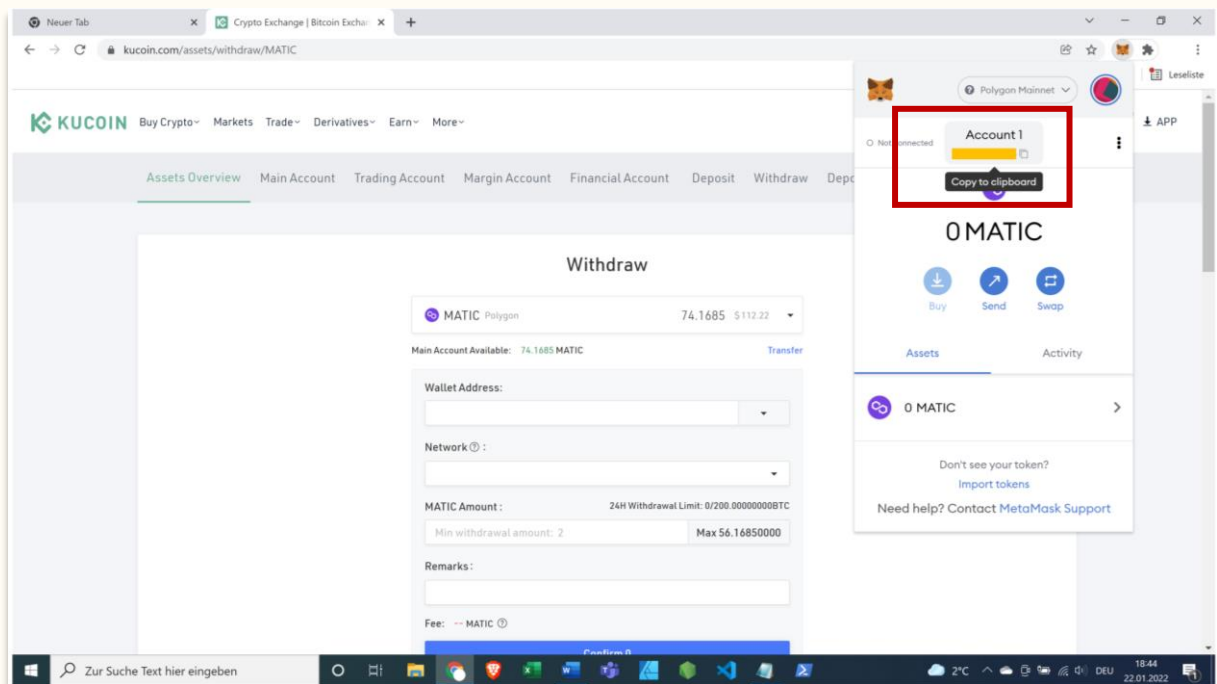 Neuer Tab
Crypto Exchange | Bitcoin Exchan
kucoin.com/assets/withdraw/MATIC
Leseliste
KUCOIN Buy Crypto Markets Trade Derivatives Earn More
APP
Assets Overview Main Account Trading Account Margin Account Financial Account Deposit Withdraw Depo
Polygon Mainnet
Not connected
Account 1
Copy to clipboard
0 MATIC
Buy Send Swap
Assets Activity
0 MATIC
Don't see your token?
Import tokens
Need help? Contact MetaMask Support
Withdraw
MATIC Polygon 74.1685 $112.22
Main Account Available: 74.1685 MATIC Transfer
Wallet Address:
Network :
MATIC Amount : 24H Withdrawal Limit: 0/200.00000000BTC
Min withdrawal amount: 2 Max 56.16850000
Remarks :
Fee: -- MATIC
Zur Suche Text hier eingeben
2°C
DEU
18:44
22.01.2022